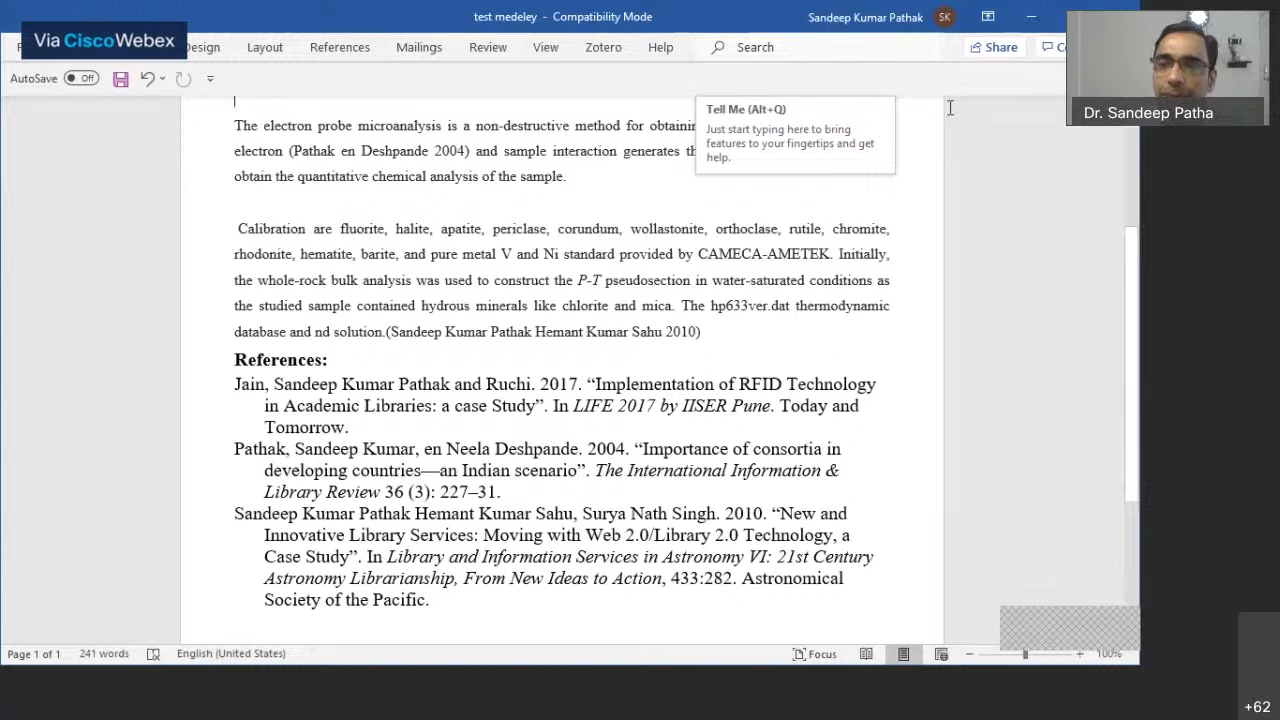 test medeley - Compatibility Mode
Sandeep Kumar Pathak SK
Via CiscoWebex
esign Layout References Mailings Review View Zotero Help Search Share
AutoSave Off
Dr. Sandeep Patha
Tell Me (Alt+Q)
Just start typing here to bring
features to your fingertips and get
help.
The electron probe microanalysis is a non-destructive method for
electron (Pathak en Deshpande 2004) and sample interaction generates
obtain the quantitative chemical analysis of the sample.
Calibration are fluorite, halite, apatite, periclase, corundum, wollastonite, orthoclase, rutile, chromite,
rhodonite, hematite, barite, and pure metal V and Ni standard provided by CAMECA-AMETEK. Initially,
the whole-rock bulk analysis was used to construct the P-T pseudosection in water-saturated conditions as
the studied sample contained hydrous minerals like chlorite and mica. The hp633ver.dat thermodynamic
database and nd solution.(Sandeep Kumar Pathak Hemant Kumar Sahu 2010)
References:
Jain, Sandeep Kumar Pathak and Ruchi. 2017. “Implementation of RFID Technology
in Academic Libraries: a case Study”. In LIFE 2017 by IISER Pune. Today and
Tomorrow.
Pathak, Sandeep Kumar, en Neela Deshpande. 2004. “Importance of consortia in
developing countries—an Indian scenario”. The International Information &
Library Review 36 (3): 227–31.
Sandeep Kumar Pathak Hemant Kumar Sahu, Surya Nath Singh. 2010. “New and
Innovative Library Services: Moving with Web 2.0/Library 2.0 Technology, a
Case Study”. In Library and Information Services in Astronomy VI: 21st Century
Astronomy Librarianship, From New Ideas to Action, 433:282. Astronomical
Society of the Pacific.
Page 1 of 1 241 words English (United States) Focus 100%
+62